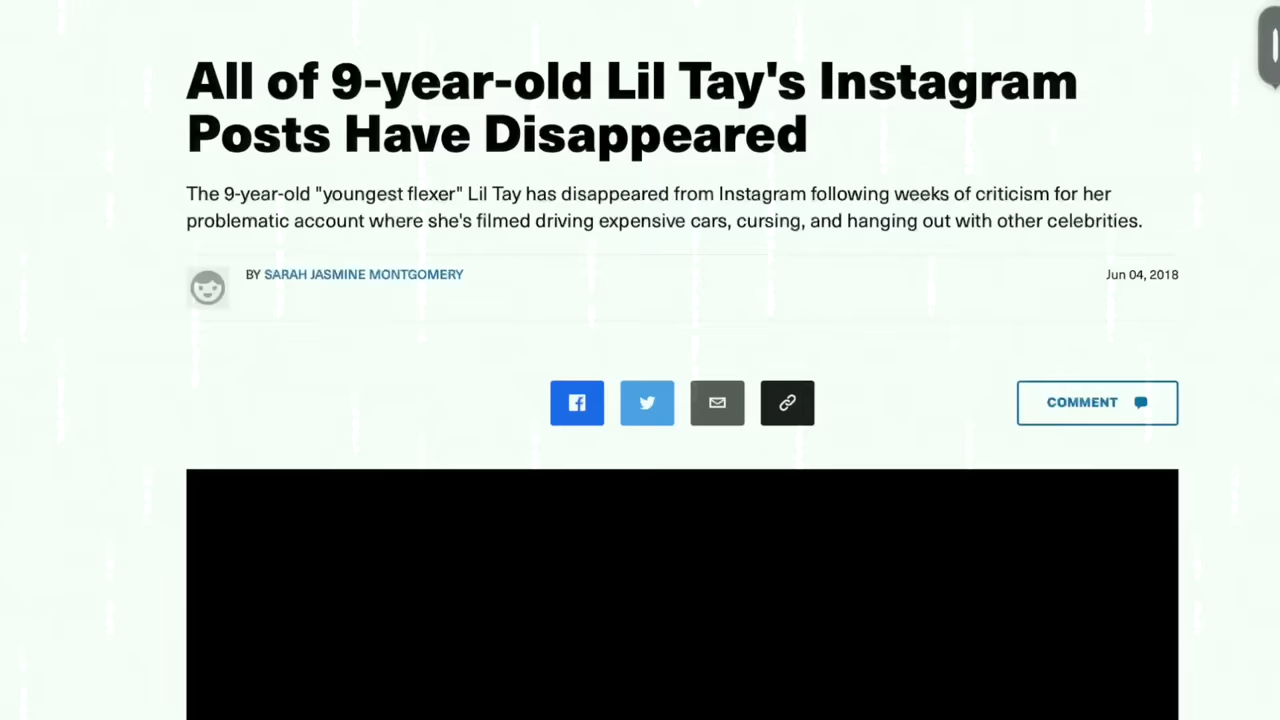 All of 9-year-old Lil Tay's Instagram
Posts Have Disappeared
The 9-year-old "youngest flexer" Lil Tay has disappeared from Instagram following weeks of criticism for her
problematic account where she's filmed driving expensive cars, cursing, and hanging out with other celebrities.
BY SARAH JASMINE MONTGOMERY
Jun 04, 2018
COMMENT